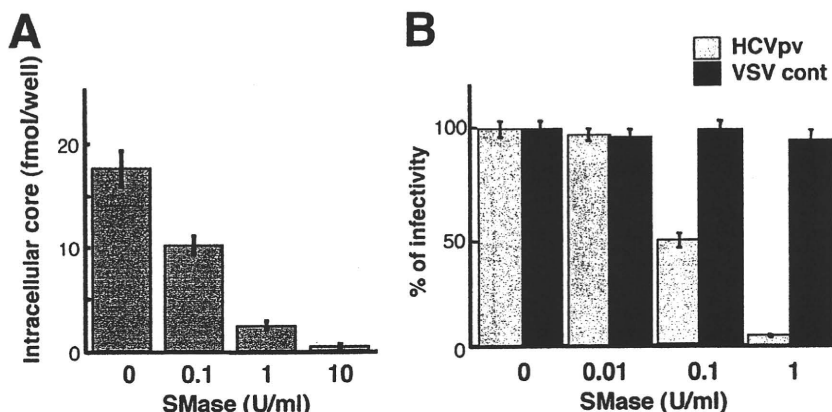 A
Intracellular core (fmol/well)
20
10
0
0 0.1 1 10
SMase (U/ml)
B
HCVpv
VSV cont
% of infectivity
100
50
0
0 0.01 0.1 1
SMase (U/ml)